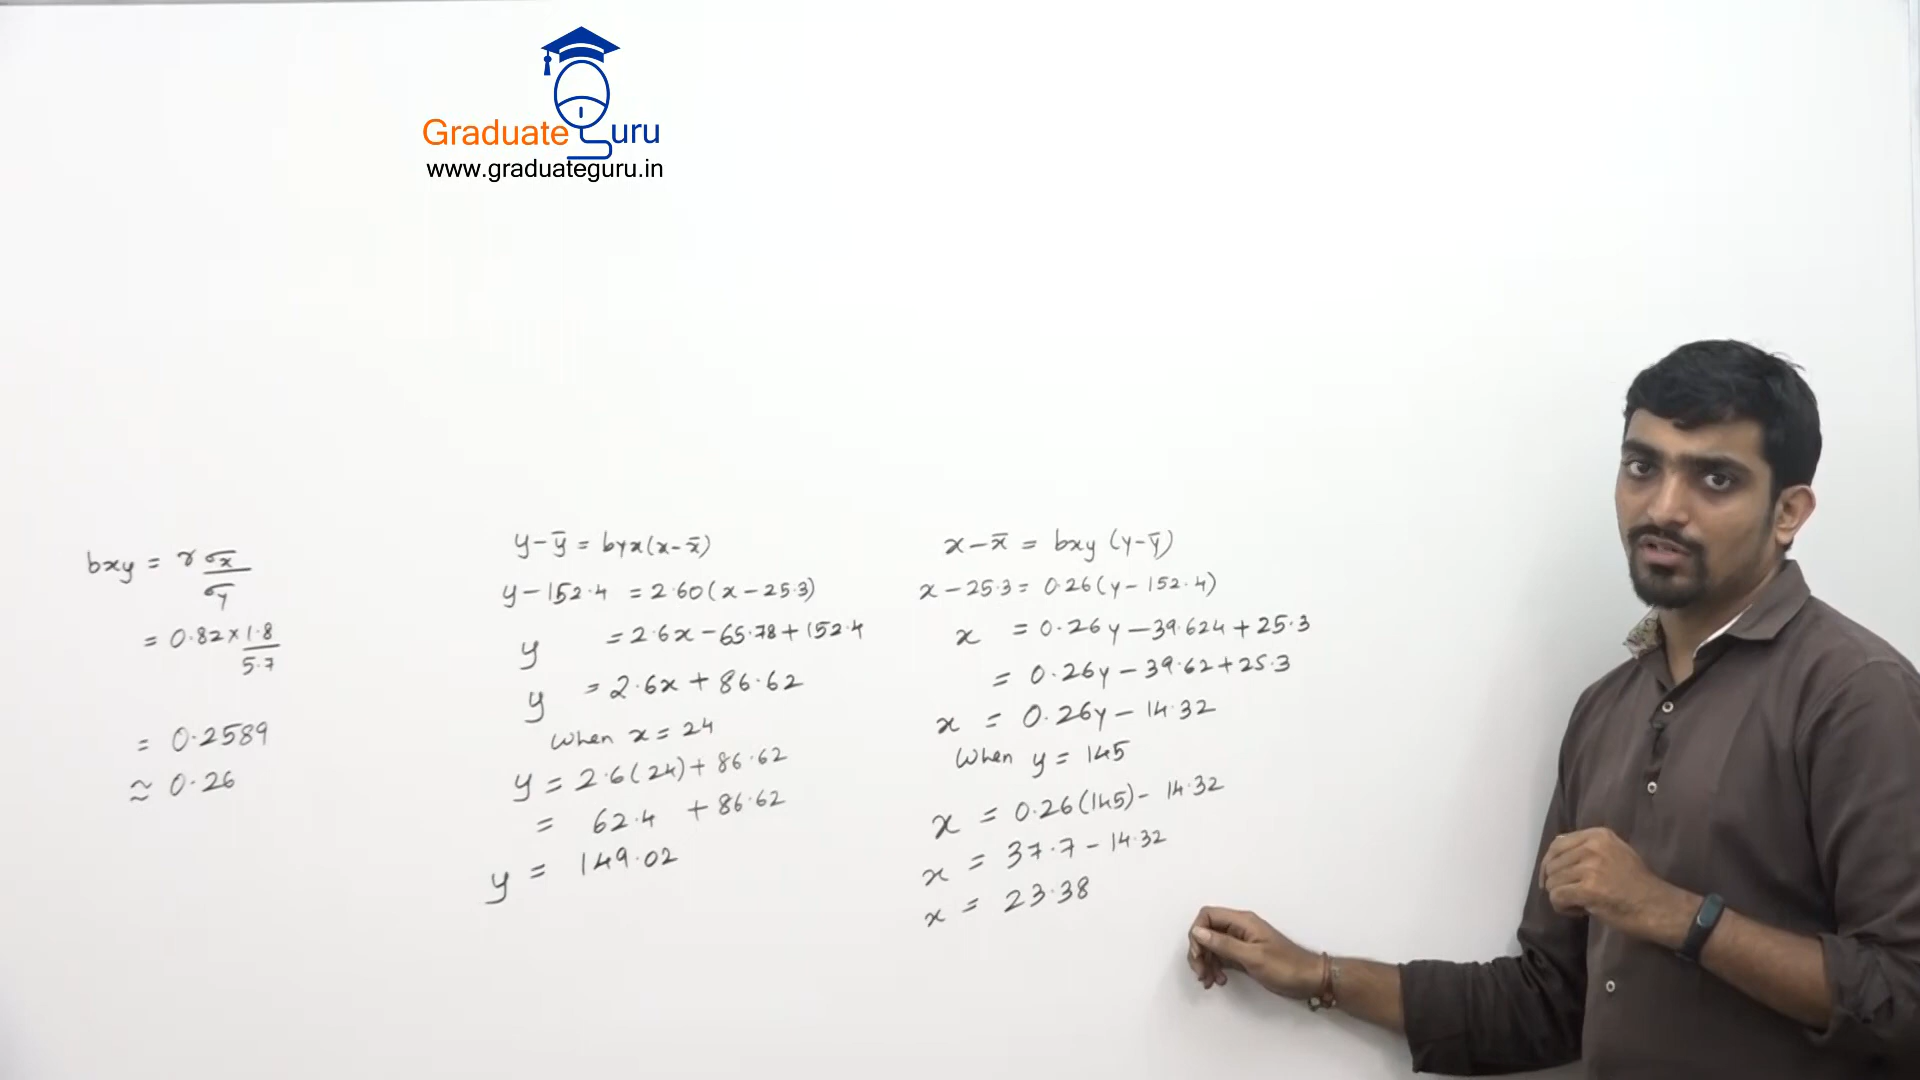 Graduate Guru
www.graduateguru.in
bxy = r σx / σy
= 0.82 × 1.8 / 5.7
= 0.2589
≈ 0.26
y - ȳ = byx (x - x̄)
y - 152.4 = 2.60 (x - 25.3)
y = 2.6x - 65.78 + 152.4
y = 2.6x + 86.62
When x = 24
y = 2.6(24) + 86.62
= 62.4 + 86.62
y = 149.02
x - x̄ = bxy (y - ȳ)
x - 25.3 = 0.26 (y - 152.4)
x = 0.26y - 39.624 + 25.3
= 0.26y - 39.62 + 25.3
x = 0.26y - 14.32
When y = 145
x = 0.26(145) - 14.32
x = 37.7 - 14.32
x = 23.38